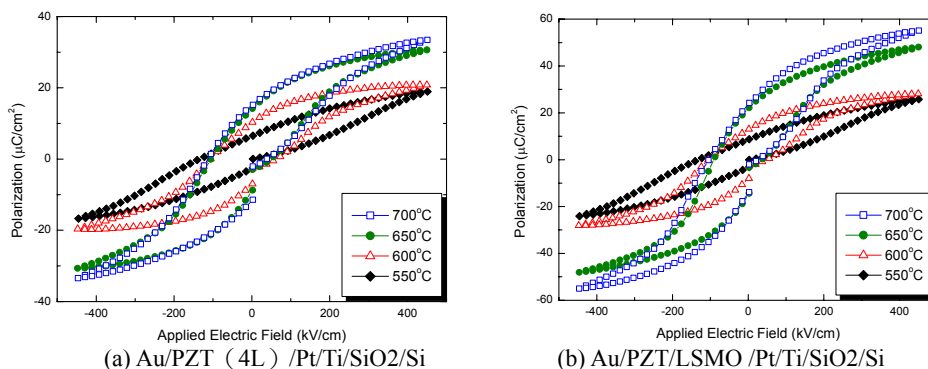 40
20
0
-20
-40
Polarization (μC/cm²)
-400 -200 0 200 400
Applied Electric Field (kV/cm)
700°C
650°C
600°C
550°C
(a) Au/PZT（4L）/Pt/Ti/SiO2/Si
60
40
20
0
-20
-40
-60
Polarization (μC/cm²)
-400 -200 0 200 400
Applied Electric Field (kV/cm)
700°C
650°C
600°C
550°C
(b) Au/PZT/LSMO /Pt/Ti/SiO2/Si